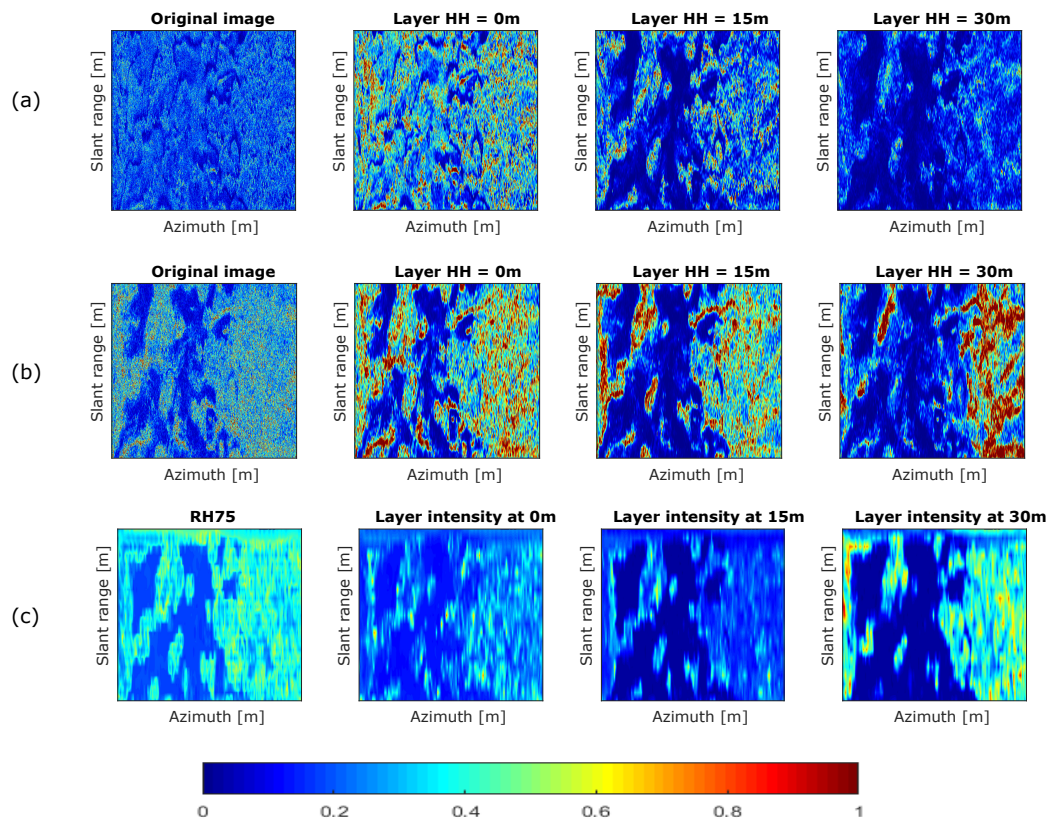 Original image Layer HH = 0m Layer HH = 15m Layer HH = 30m
(a) Slant range [m] Slant range [m] Slant range [m] Slant range [m]
Azimuth [m] Azimuth [m] Azimuth [m] Azimuth [m]
Original image Layer HH = 0m Layer HH = 15m Layer HH = 30m
(b) Slant range [m] Slant range [m] Slant range [m] Slant range [m]
Azimuth [m] Azimuth [m] Azimuth [m] Azimuth [m]
RH75 Layer intensity at 0m Layer intensity at 15m Layer intensity at 30m
(c) Slant range [m] Slant range [m] Slant range [m] Slant range [m]
Azimuth [m] Azimuth [m] Azimuth [m] Azimuth [m]
0 0.2 0.4 0.6 0.8 1